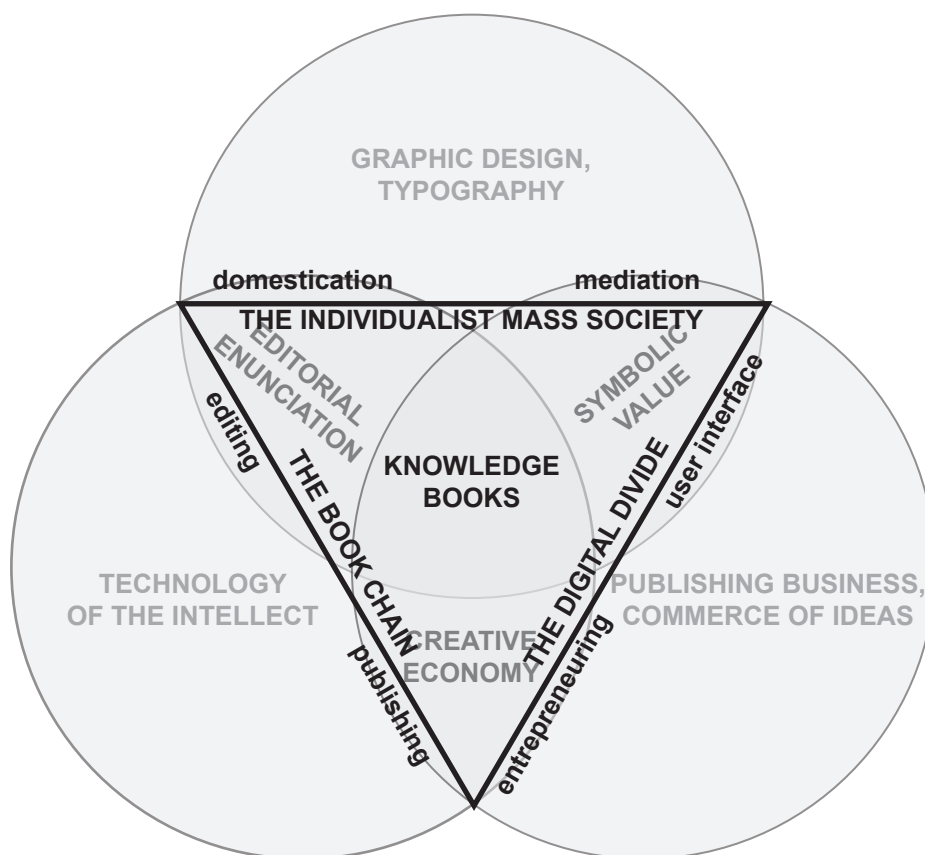 GRAPHIC DESIGN,
TYPOGRAPHY
domestication
mediation
THE INDIVIDUALIST MASS SOCIETY
EDITORIAL
ENUNCIATION
SYMBOLIC
VALUE
editing
user interface
KNOWLEDGE
BOOKS
THE BOOK CHAIN
THE DIGITAL DIVIDE
TECHNOLOGY
OF THE INTELLECT
PUBLISHING BUSINESS,
COMMERCE OF IDEAS
CREATIVE
ECONOMY
publishing
entrepreneuring